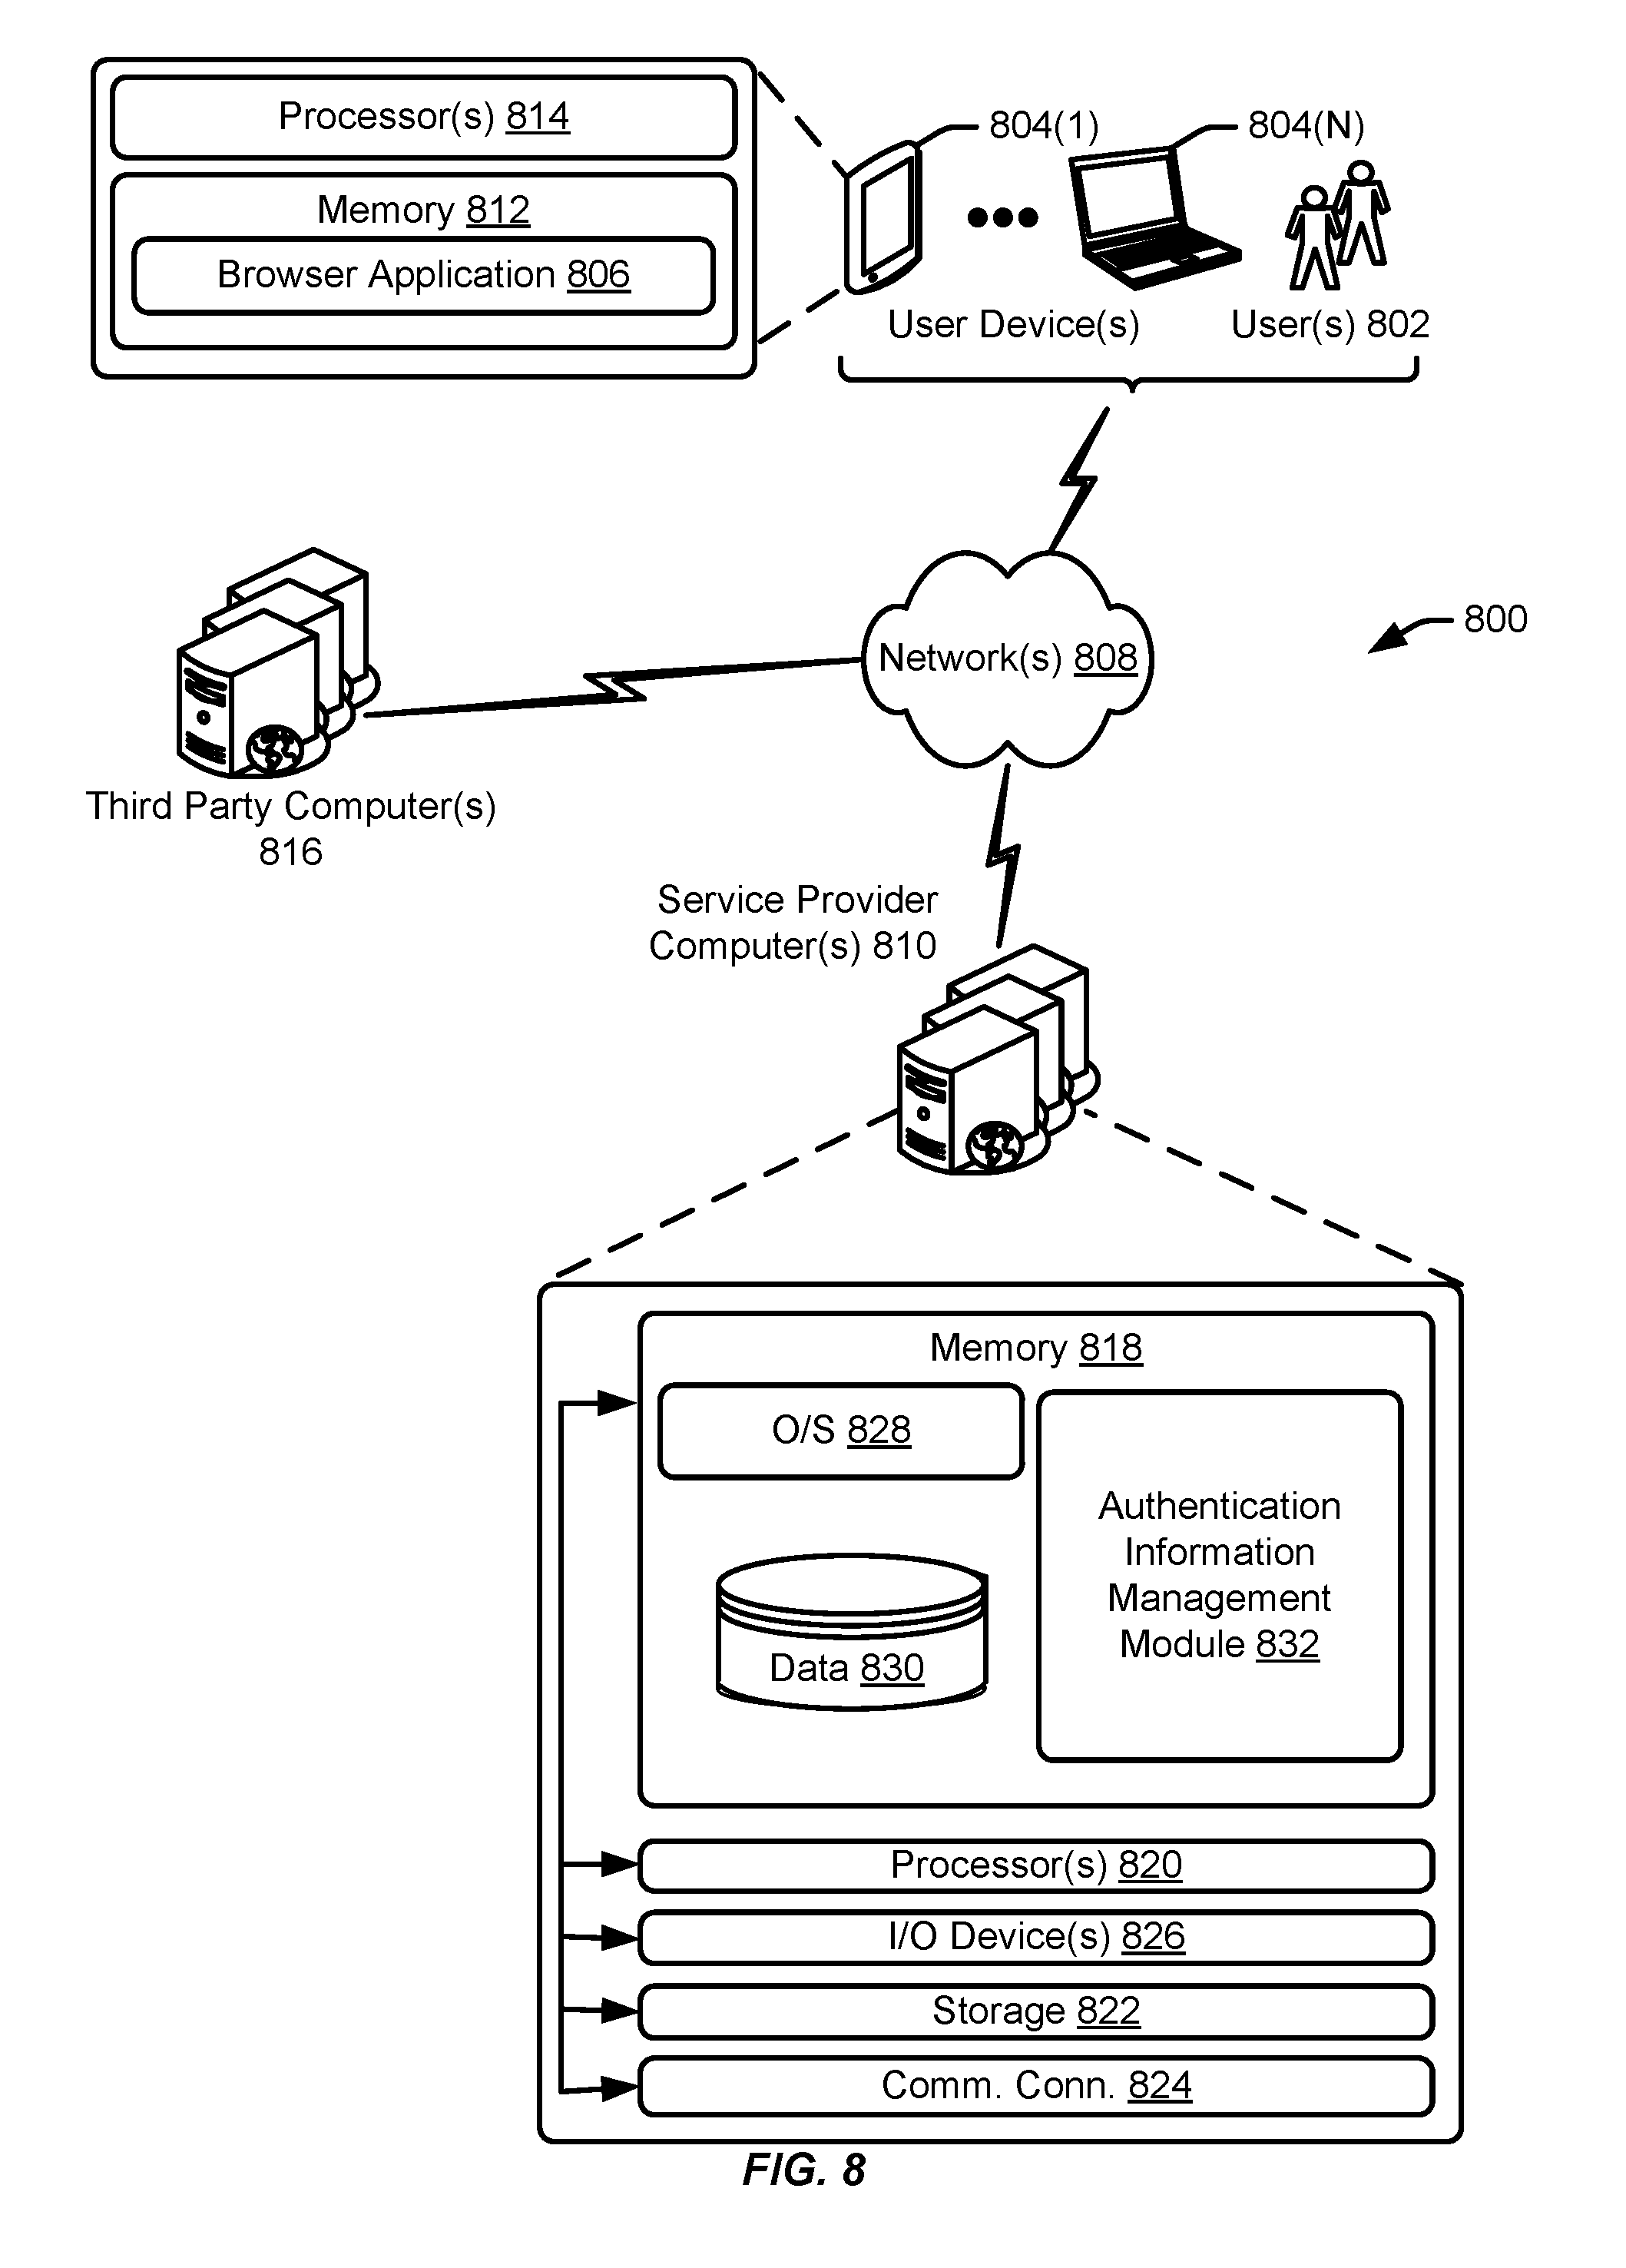 Processor(s) 814
Memory 812
Browser Application 806
804(1)
804(N)
User Device(s)
User(s) 802
Network(s) 808
800
Third Party Computer(s)
816
Service Provider
Computer(s) 810
Memory 818
O/S 828
Data 830
Authentication
Information
Management
Module 832
Processor(s) 820
I/O Device(s) 826
Storage 822
Comm. Conn. 824
FIG. 8